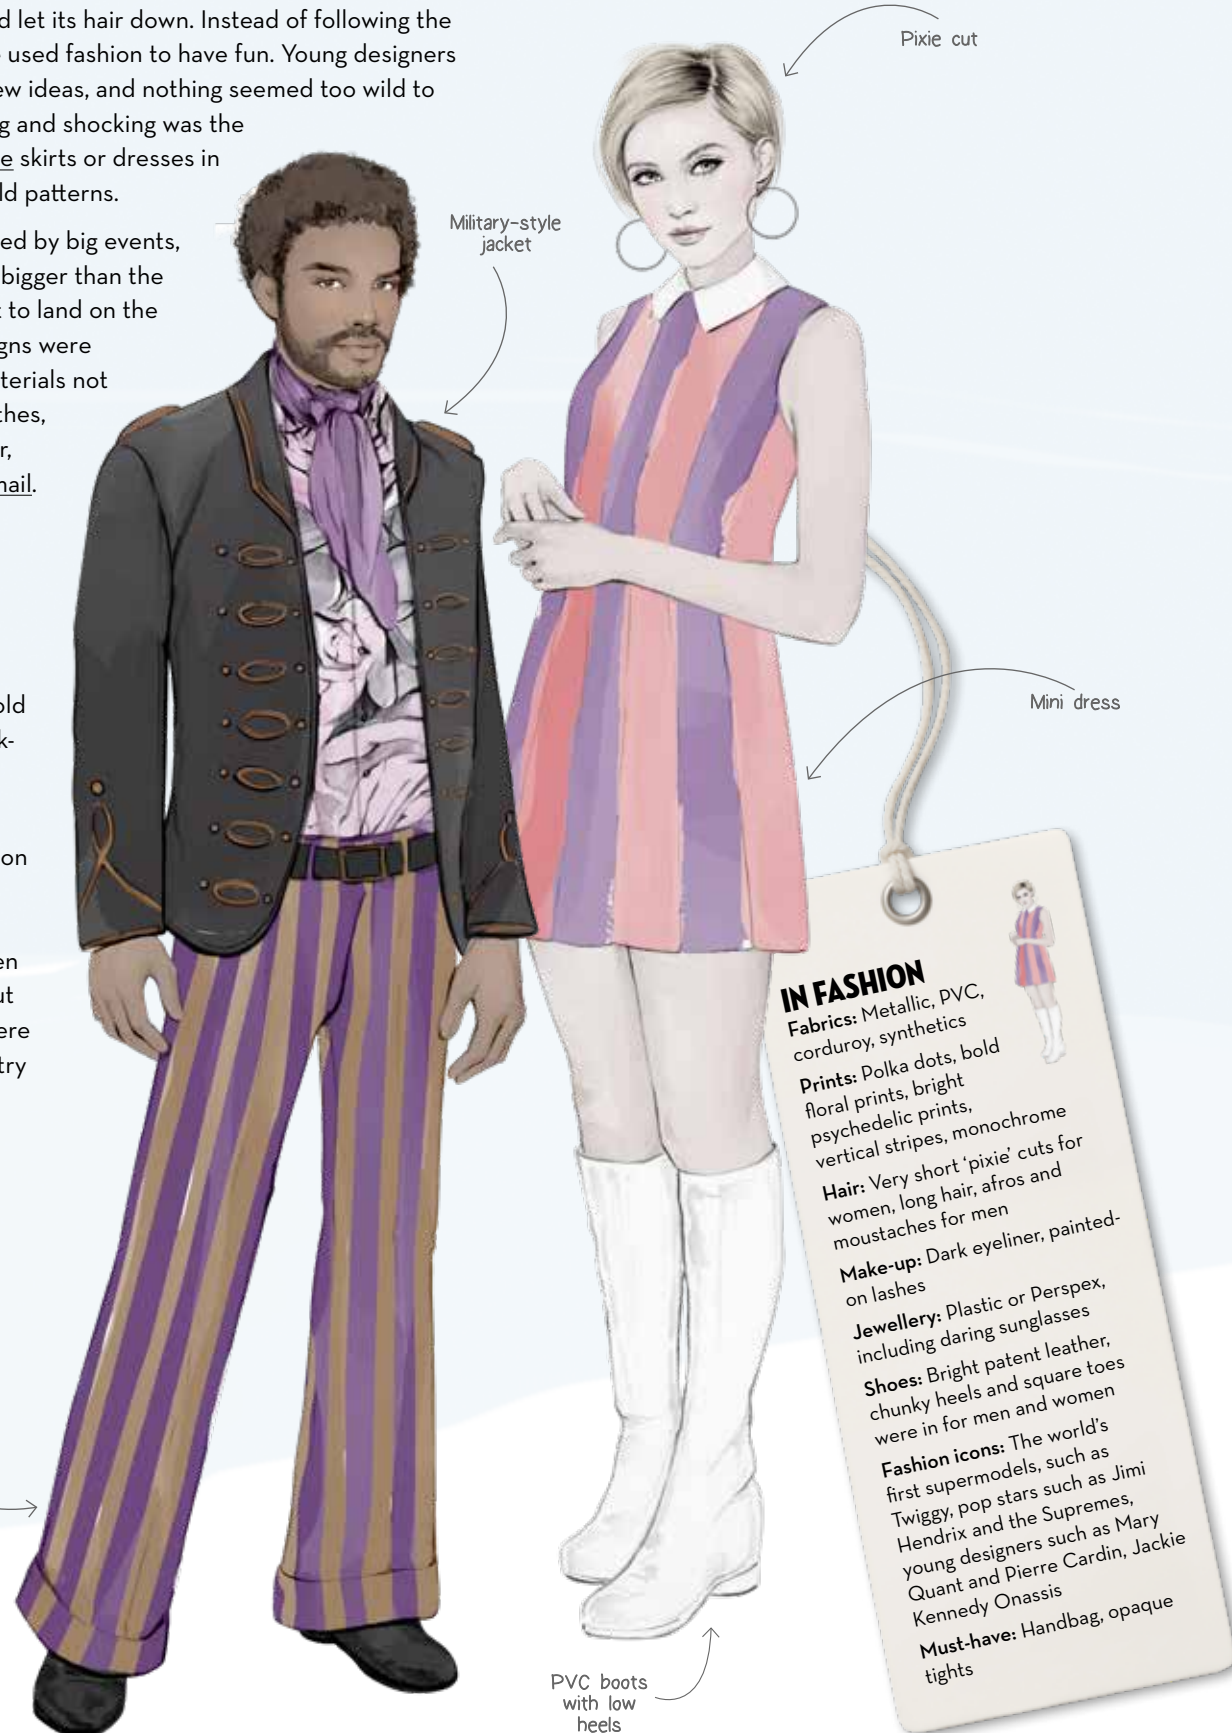 d let its hair down. Instead of following the
used fashion to have fun. Young designers
ew ideas, and nothing seemed too wild to
g and shocking was the
e skirts or dresses in
ld patterns.
ed by big events,
bigger than the
to land on the
gns were
terials not
thes,
r,
nail.
old
k-
on
en
ut
ere
try
Pixie cut
Military-style
jacket
Mini dress
PVC boots
with low
heels
IN FASHION
Fabrics: Metallic, PVC,
corduroy, synthetics
Prints: Polka dots, bold
floral prints, bright
psychedelic prints,
vertical stripes, monochrome
Hair: Very short ‘pixie’ cuts for
women, long hair, afros and
moustaches for men
Make-up: Dark eyeliner, painted-
on lashes
Jewellery: Plastic or Perspex,
including daring sunglasses
Shoes: Bright patent leather,
chunky heels and square toes
were in for men and women
Fashion icons: The world’s
first supermodels, such as
Twiggy, pop stars such as Jimi
Hendrix and the Supremes,
young designers such as Mary
Quant and Pierre Cardin, Jackie
Kennedy Onassis
Must-have: Handbag, opaque
tights